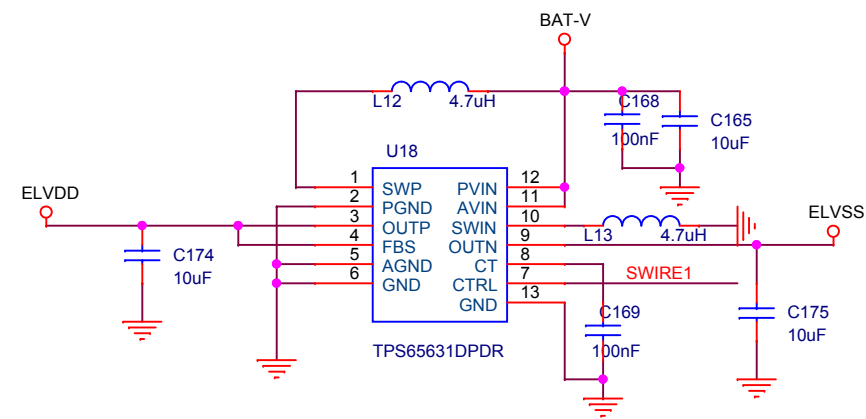 BAT-V
L12 4.7uH
C168
100nF
C165
10uF
U18
ELVDD
ELVSS
1 SWP PVIN 12
2 PGND AVIN 11
3 OUTP SWIN 10
4 FBS OUTN 9
5 AGND CT 8
6 GND CTRL 7
GND 13
L13 4.7uH
SWIRE1
C174
10uF
C169
100nF
C175
10uF
TPS65631DPDR